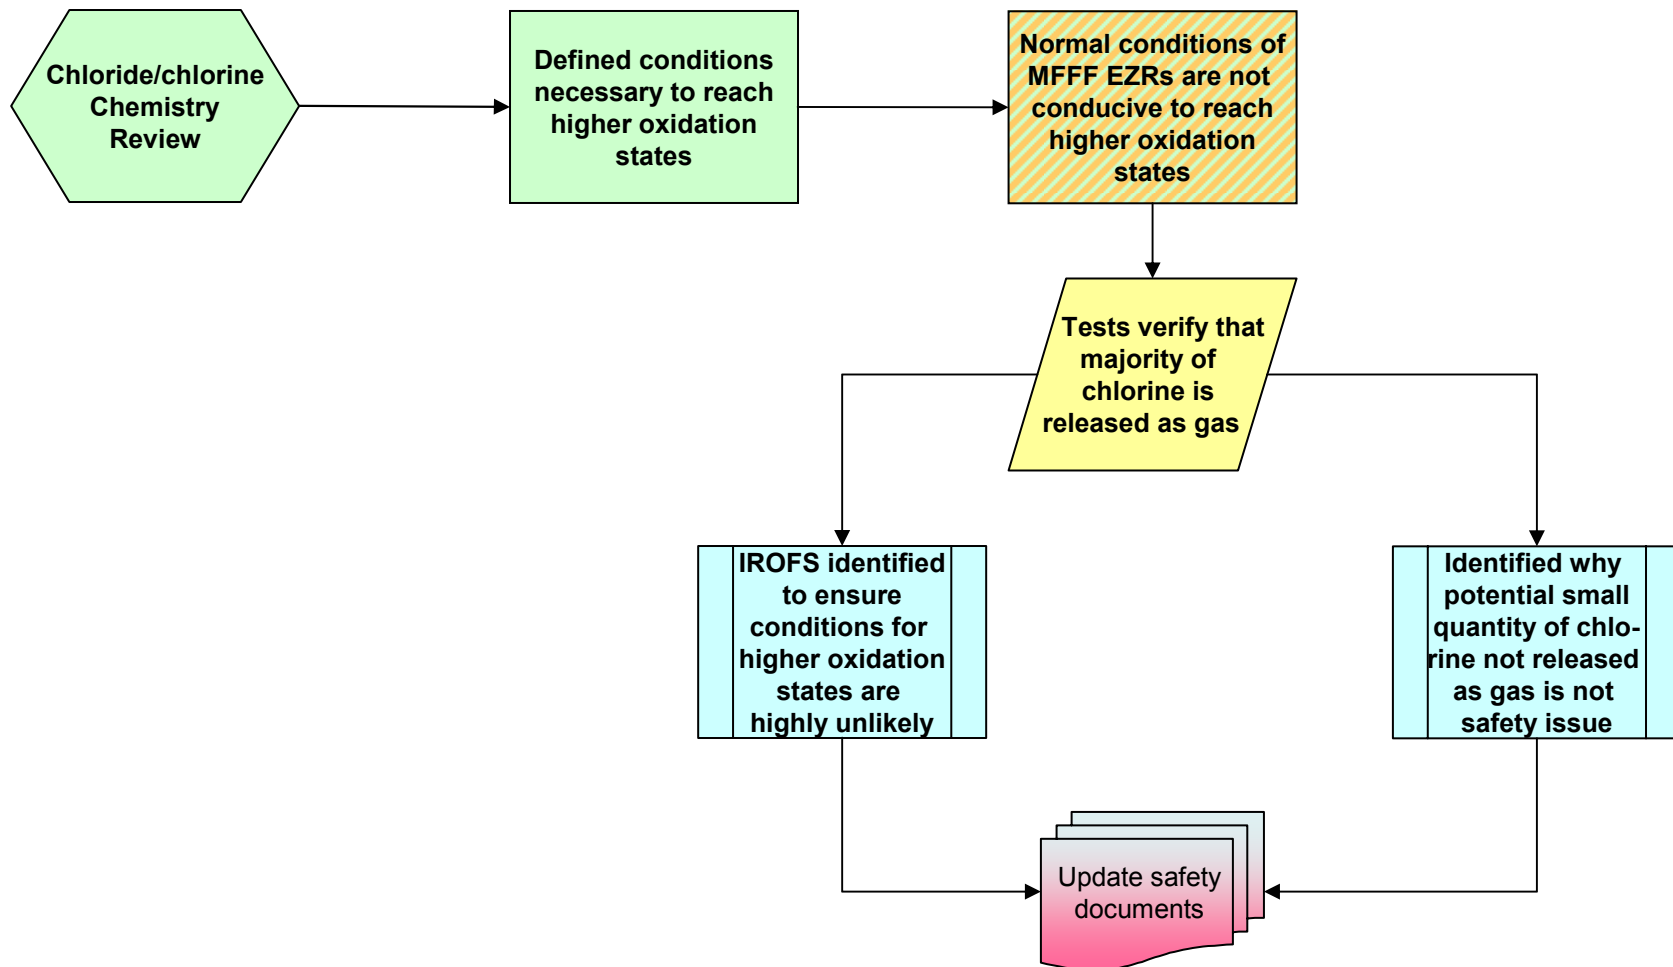 Chloride/chlorine
Chemistry
Review
Defined conditions
necessary to reach
higher oxidation
states
Normal conditions of
MFFF EZRs are not
conducive to reach
higher oxidation
states
Tests verify that
majority of
chlorine is
released as gas
IROFS identified
to ensure
conditions for
higher oxidation
states are
highly unlikely
Identified why
potential small
quantity of chlo-
rine not released
as gas is not
safety issue
Update safety
documents